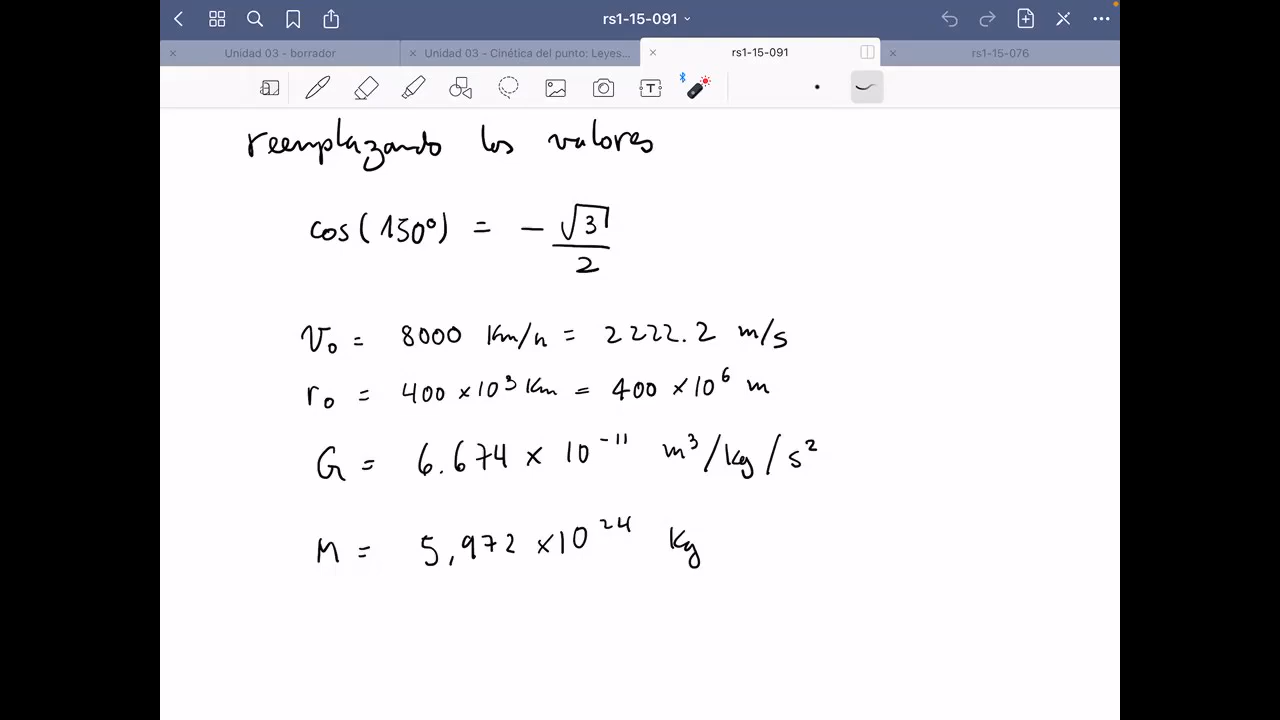 rs1-15-091
Unidad 03 - borrador
Unidad 03 - Cinética del punto: Leyes...
rs1-15-091
rs1-15-076
T
reemplazando los valores
cos(150°) = - √3/2
v₀ = 8000 Km/h = 2222.2 m/s
r₀ = 400 ×10³ Km = 400 ×10⁶ m
G = 6.674 × 10⁻¹¹ m³/kg/s²
M = 5,972 ×10²⁴ Kg